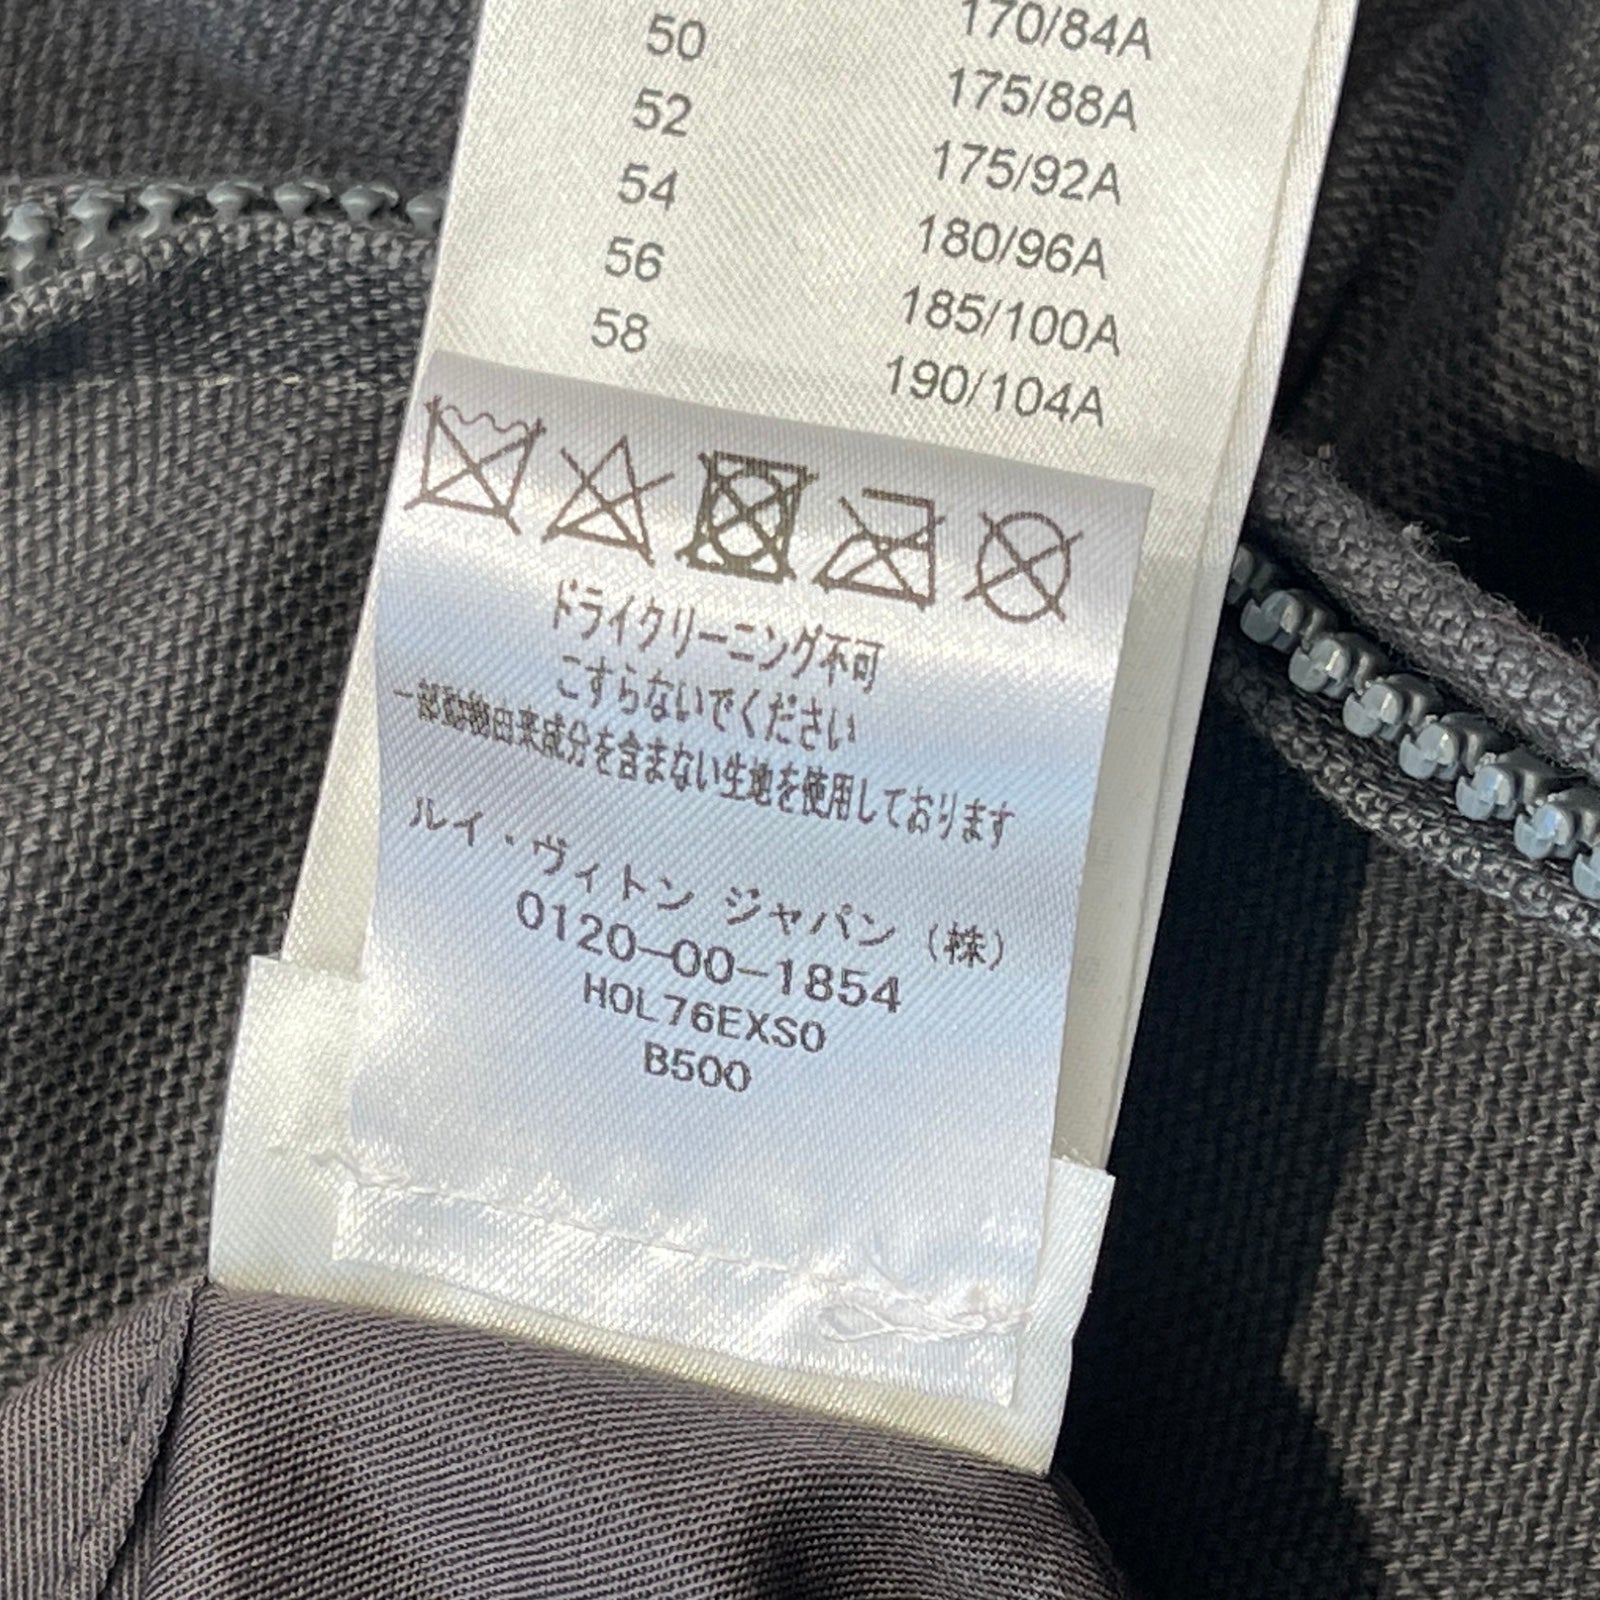 50 170/84A
52 175/88A
54 175/92A
56 180/96A
58 185/100A
190/104A
ドライクリーニング不可
こすらないでください
一部動物由来成分を含まない生地を使用しております
ルイ・ヴィトン ジャパン（株）
0120-00-1854
HOL76EXSO
B500